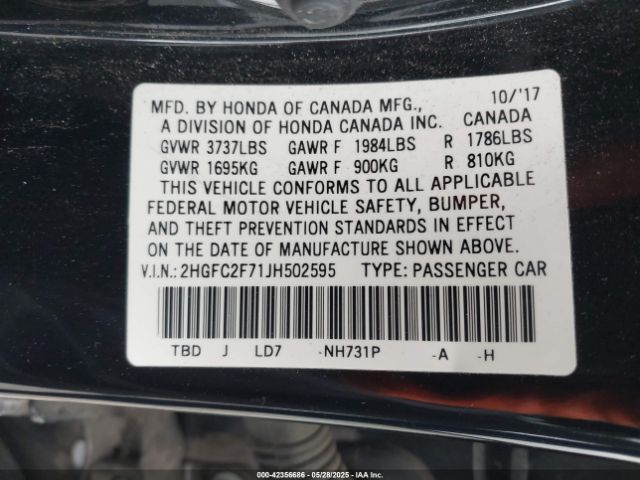 10/'17
MFD. BY HONDA OF CANADA MFG., CANADA
A DIVISION OF HONDA CANADA INC.
GVWR 3737LBS GAWR F 1984LBS R 1786LBS
GVWR 1695KG GAWR F 900KG R 810KG
THIS VEHICLE CONFORMS TO ALL APPLICABLE
FEDERAL MOTOR VEHICLE SAFETY, BUMPER,
AND THEFT PREVENTION STANDARDS IN EFFECT
ON THE DATE OF MANUFACTURE SHOWN ABOVE.
V.I.N.: 2HGFC2F71JH502595 TYPE: PASSENGER CAR
TBD J LD7 -NH731P -A -H
000-42356686 - 05/28/2025 - IAA Inc.